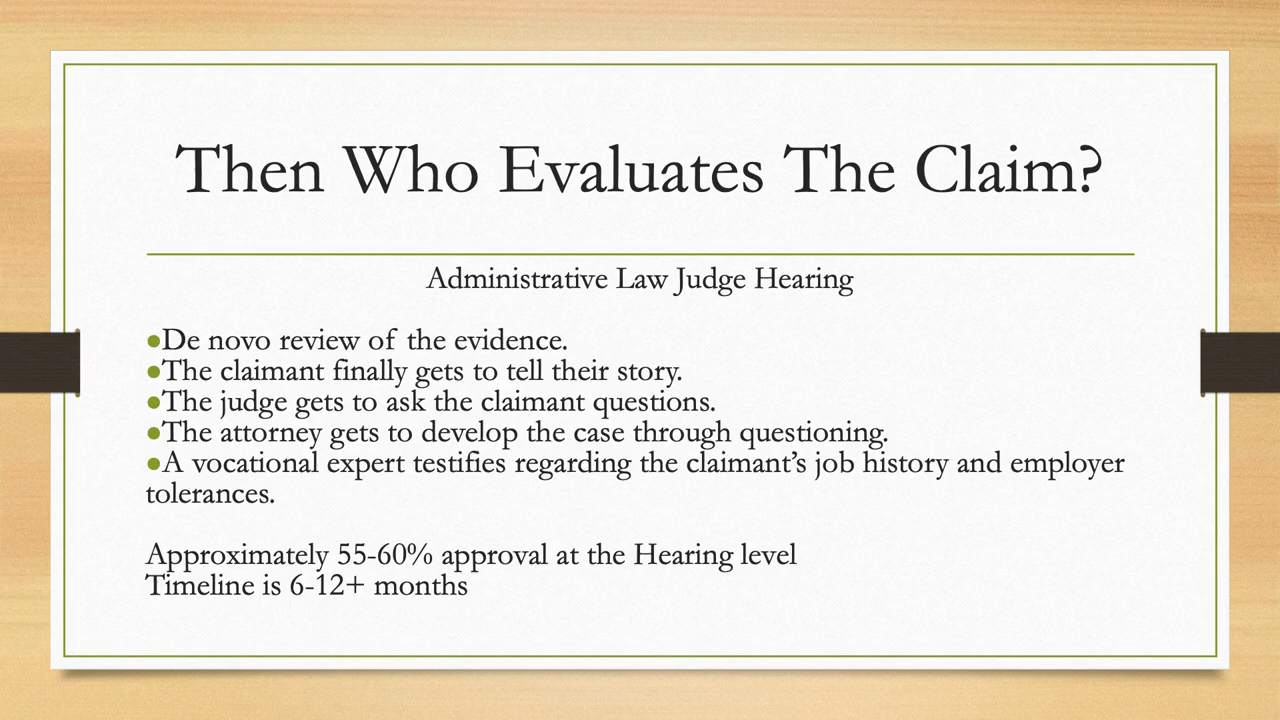 Then Who Evaluates The Claim?
Administrative Law Judge Hearing
●De novo review of the evidence.
●The claimant finally gets to tell their story.
●The judge gets to ask the claimant questions.
●The attorney gets to develop the case through questioning.
●A vocational expert testifies regarding the claimant’s job history and employer
tolerances.
Approximately 55-60% approval at the Hearing level
Timeline is 6-12+ months